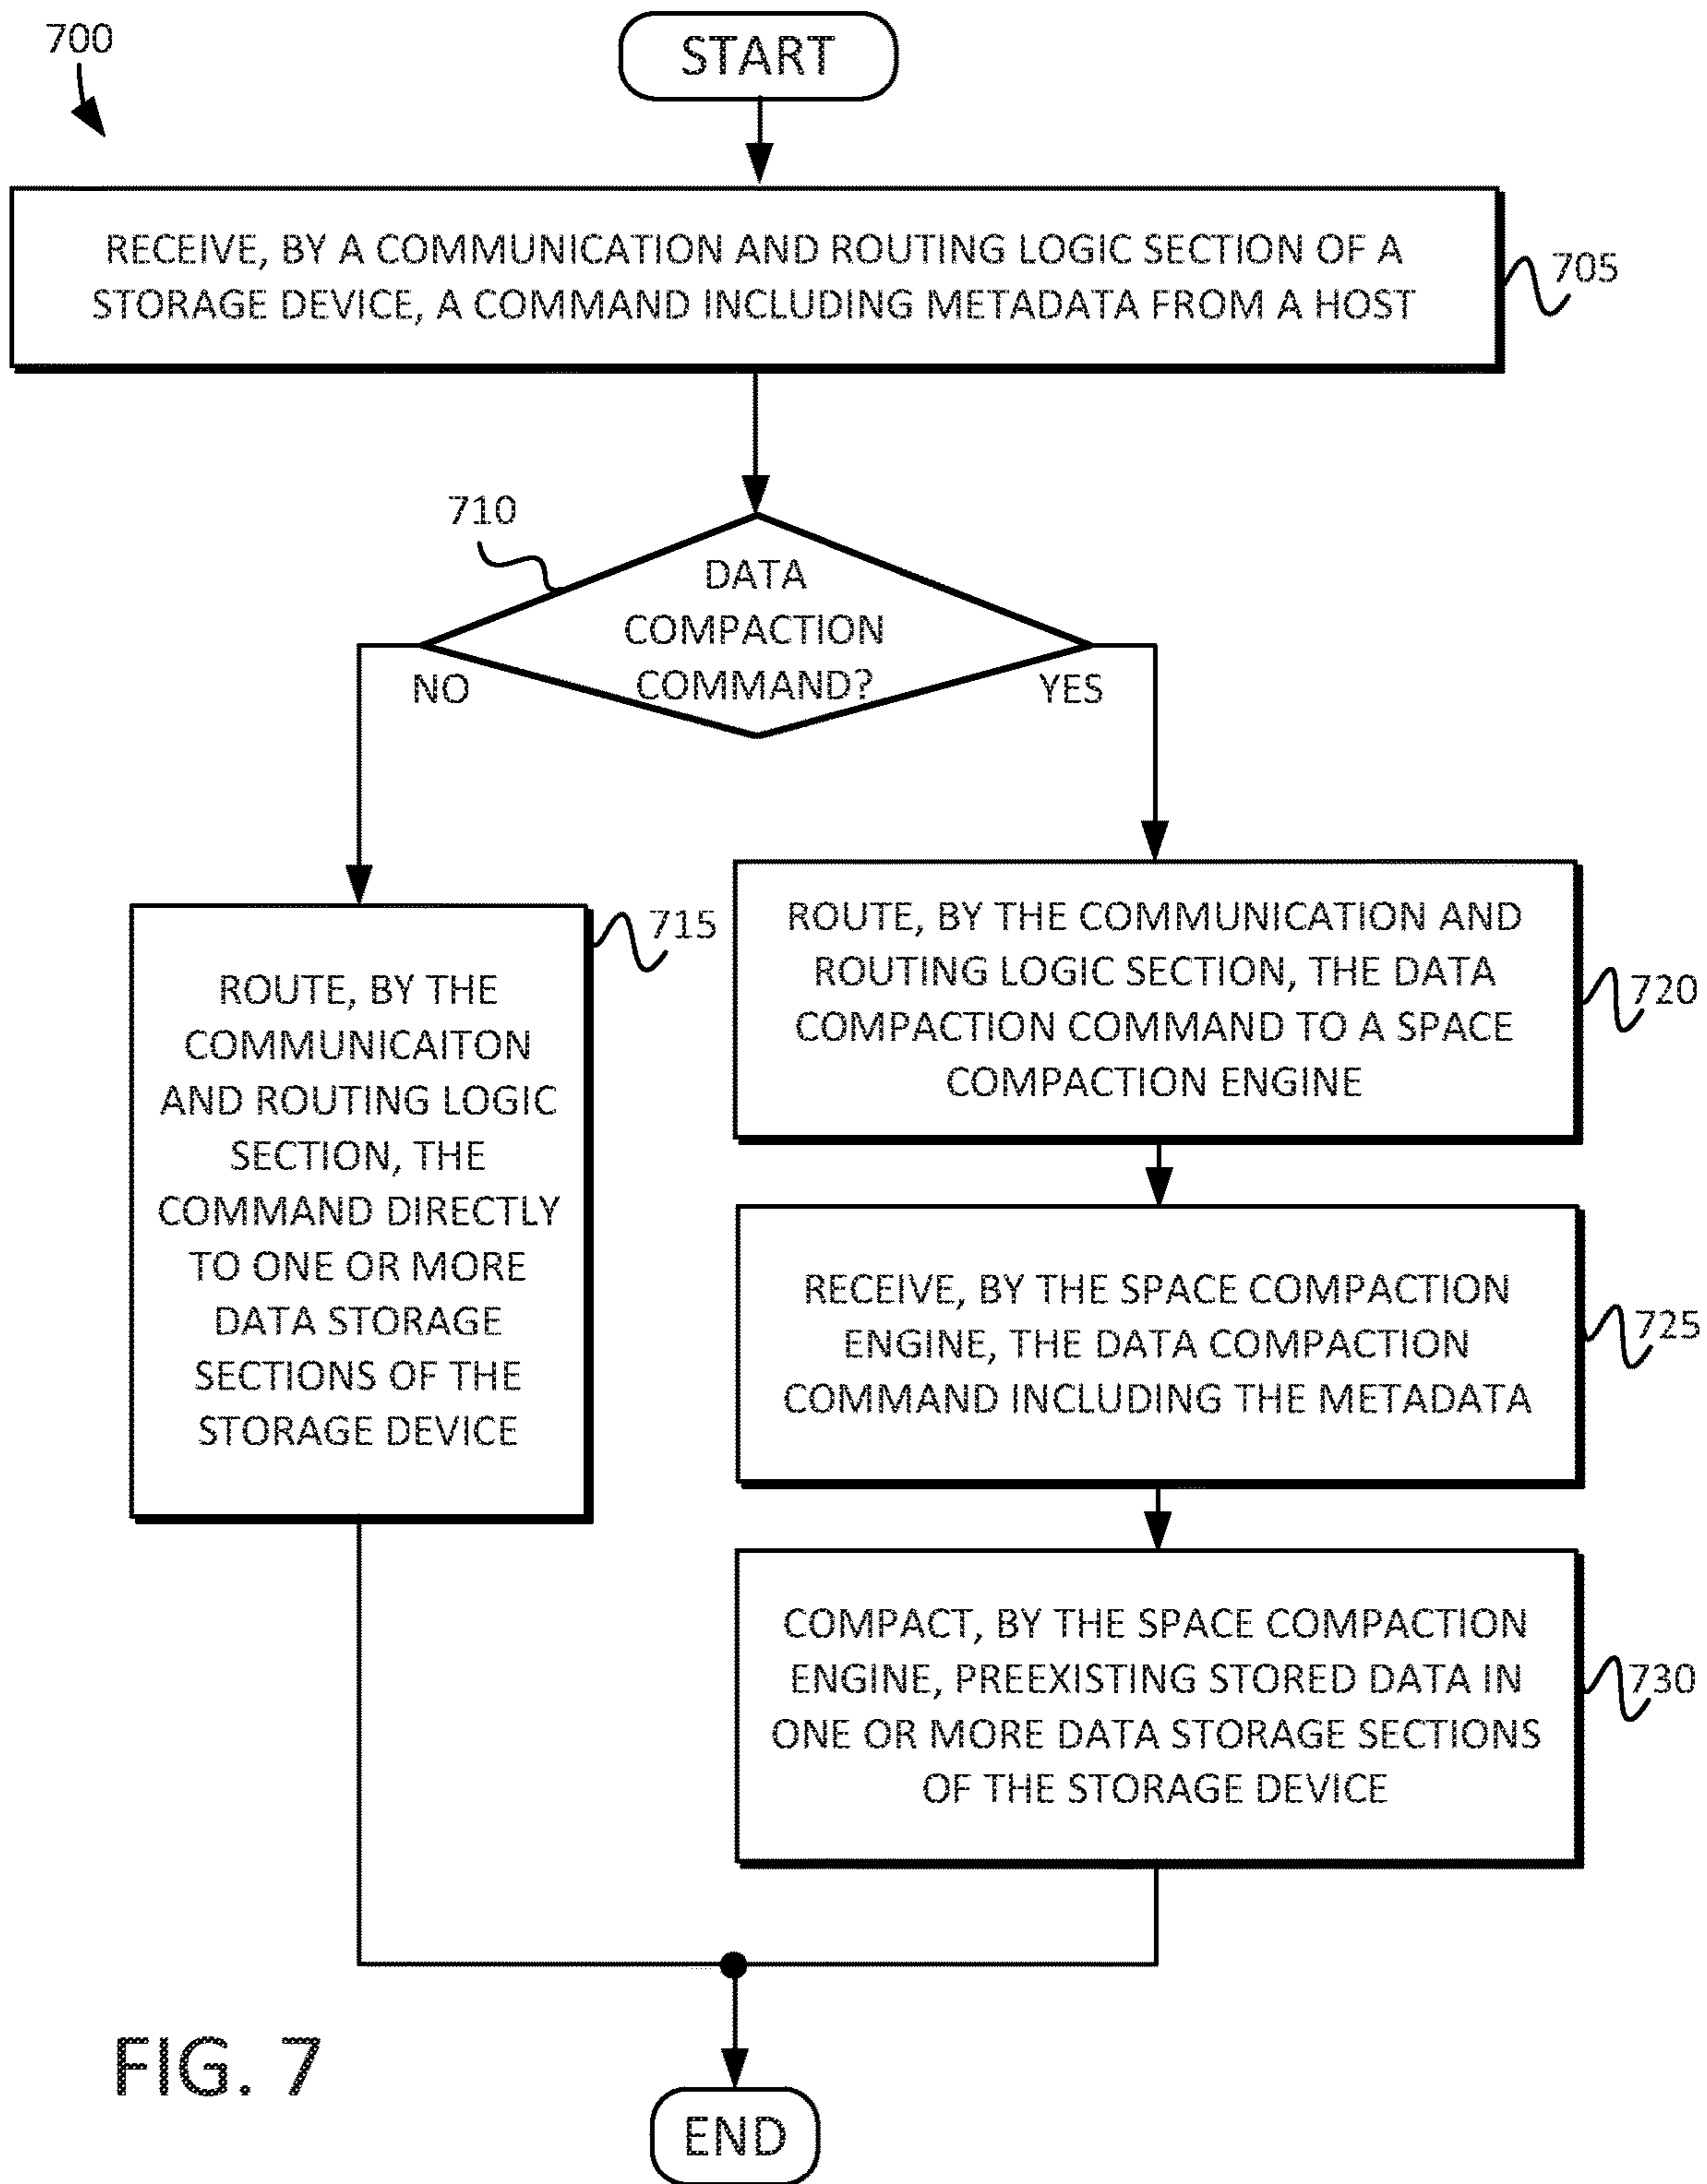 700
START
RECEIVE, BY A COMMUNICATION AND ROUTING LOGIC SECTION OF A
STORAGE DEVICE, A COMMAND INCLUDING METADATA FROM A HOST
705
710
DATA
COMPACTION
COMMAND?
NO
YES
715
ROUTE, BY THE
COMMUNICAITON
AND ROUTING LOGIC
SECTION, THE
COMMAND DIRECTLY
TO ONE OR MORE
DATA STORAGE
SECTIONS OF THE
STORAGE DEVICE
ROUTE, BY THE COMMUNICATION AND
ROUTING LOGIC SECTION, THE DATA
COMPACTION COMMAND TO A SPACE
COMPACTION ENGINE
720
RECEIVE, BY THE SPACE COMPACTION
ENGINE, THE DATA COMPACTION
COMMAND INCLUDING THE METADATA
725
COMPACT, BY THE SPACE COMPACTION
ENGINE, PREEXISTING STORED DATA IN
ONE OR MORE DATA STORAGE SECTIONS
OF THE STORAGE DEVICE
730
FIG. 7
END